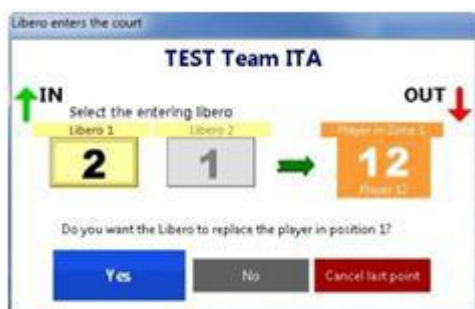 Libero enters the court
TEST Team ITA
IN
OUT
Select the entering libero
Libero 1
Libero 2
Player in Zone 1
2
1
12
Player 12
Do you want the Libero to replace the player in position 1?
Yes
No
Cancel last point